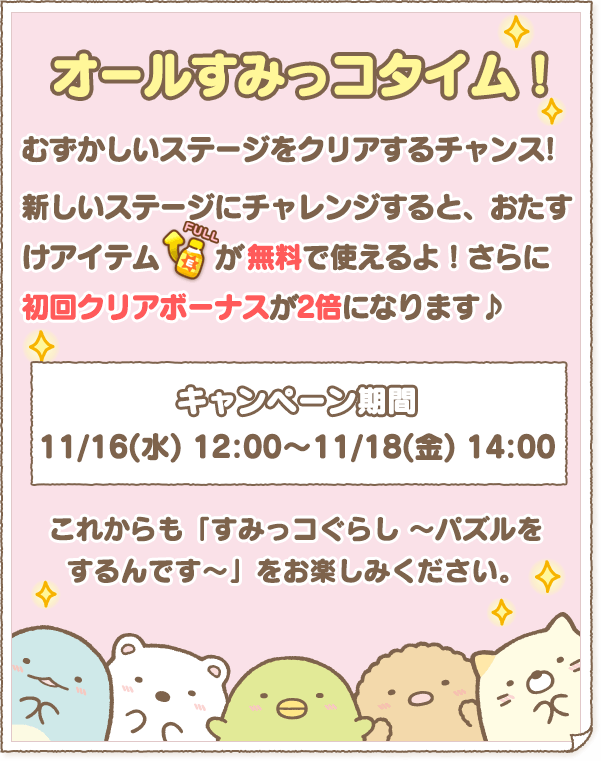 オールすみっコタイム！
むずかしいステージをクリアするチャンス!
新しいステージにチャレンジすると、おたす
けアイテム FULL が無料で使えるよ！さらに
初回クリアボーナスが2倍になります♪
キャンペーン期間
11/16(水) 12:00～11/18(金) 14:00
これからも「すみっコぐらし ～パズルを
するんです～」をお楽しみください。